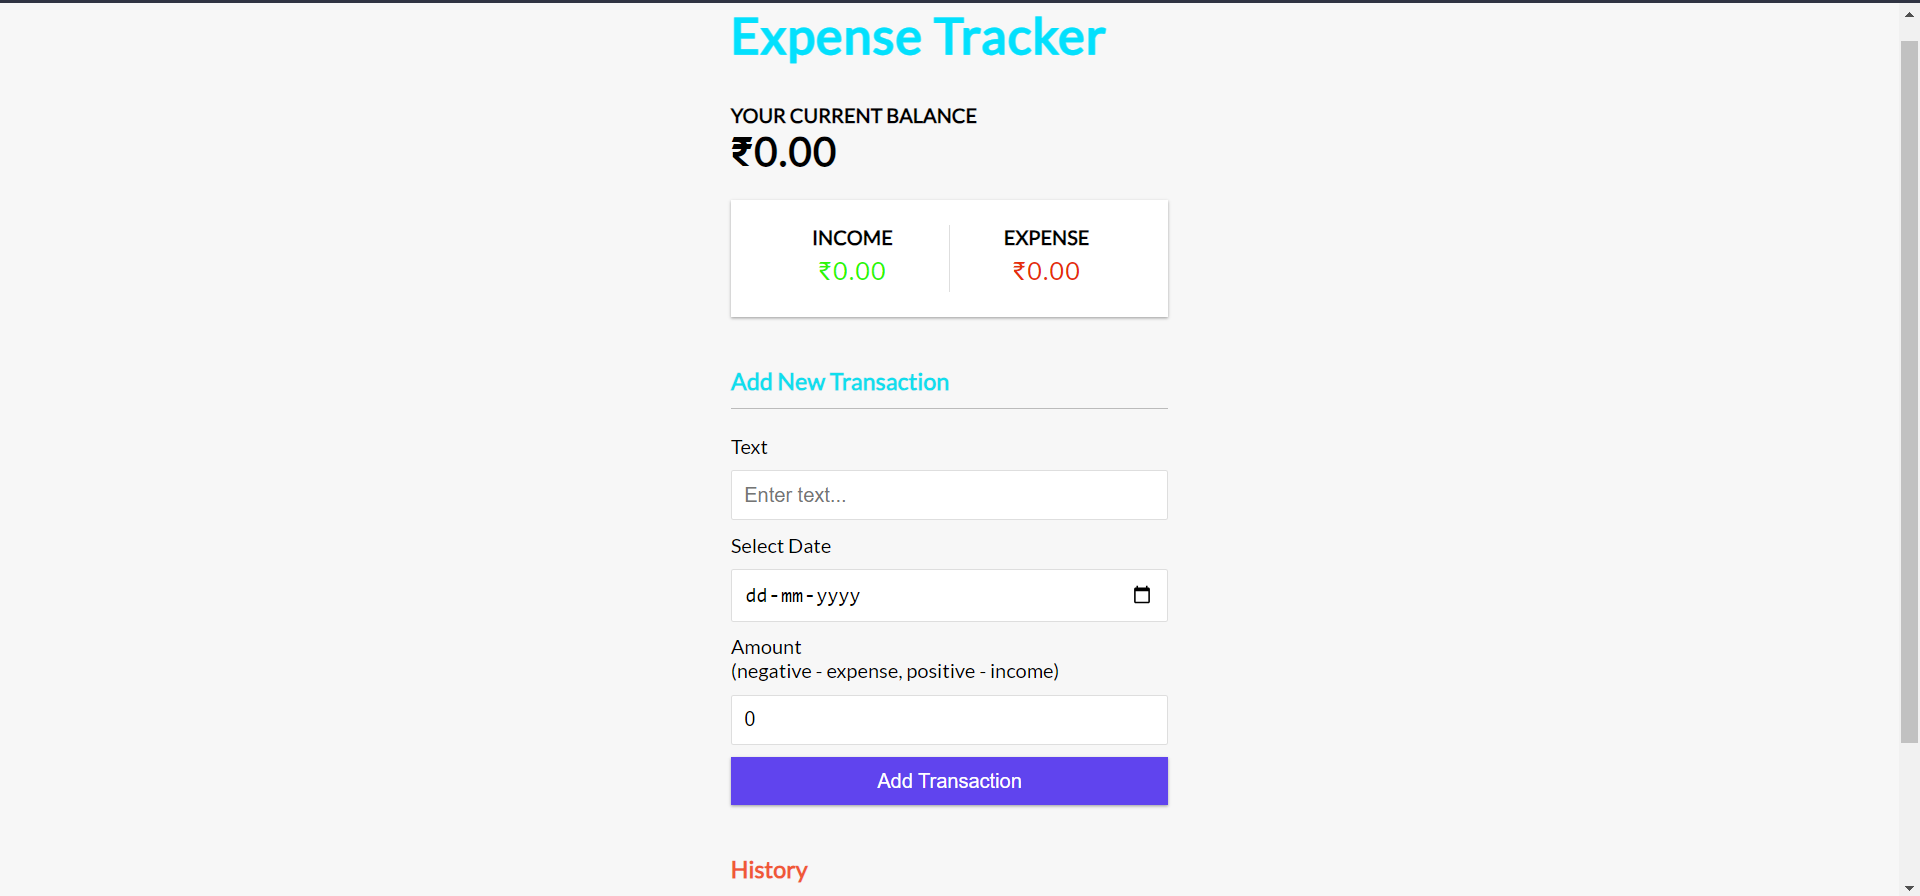 Expense Tracker
YOUR CURRENT BALANCE
₹0.00
INCOME
₹0.00
EXPENSE
₹0.00
Add New Transaction
Text
Enter text...
Select Date
dd-mm-yyyy
Amount
(negative - expense, positive - income)
0
Add Transaction
History